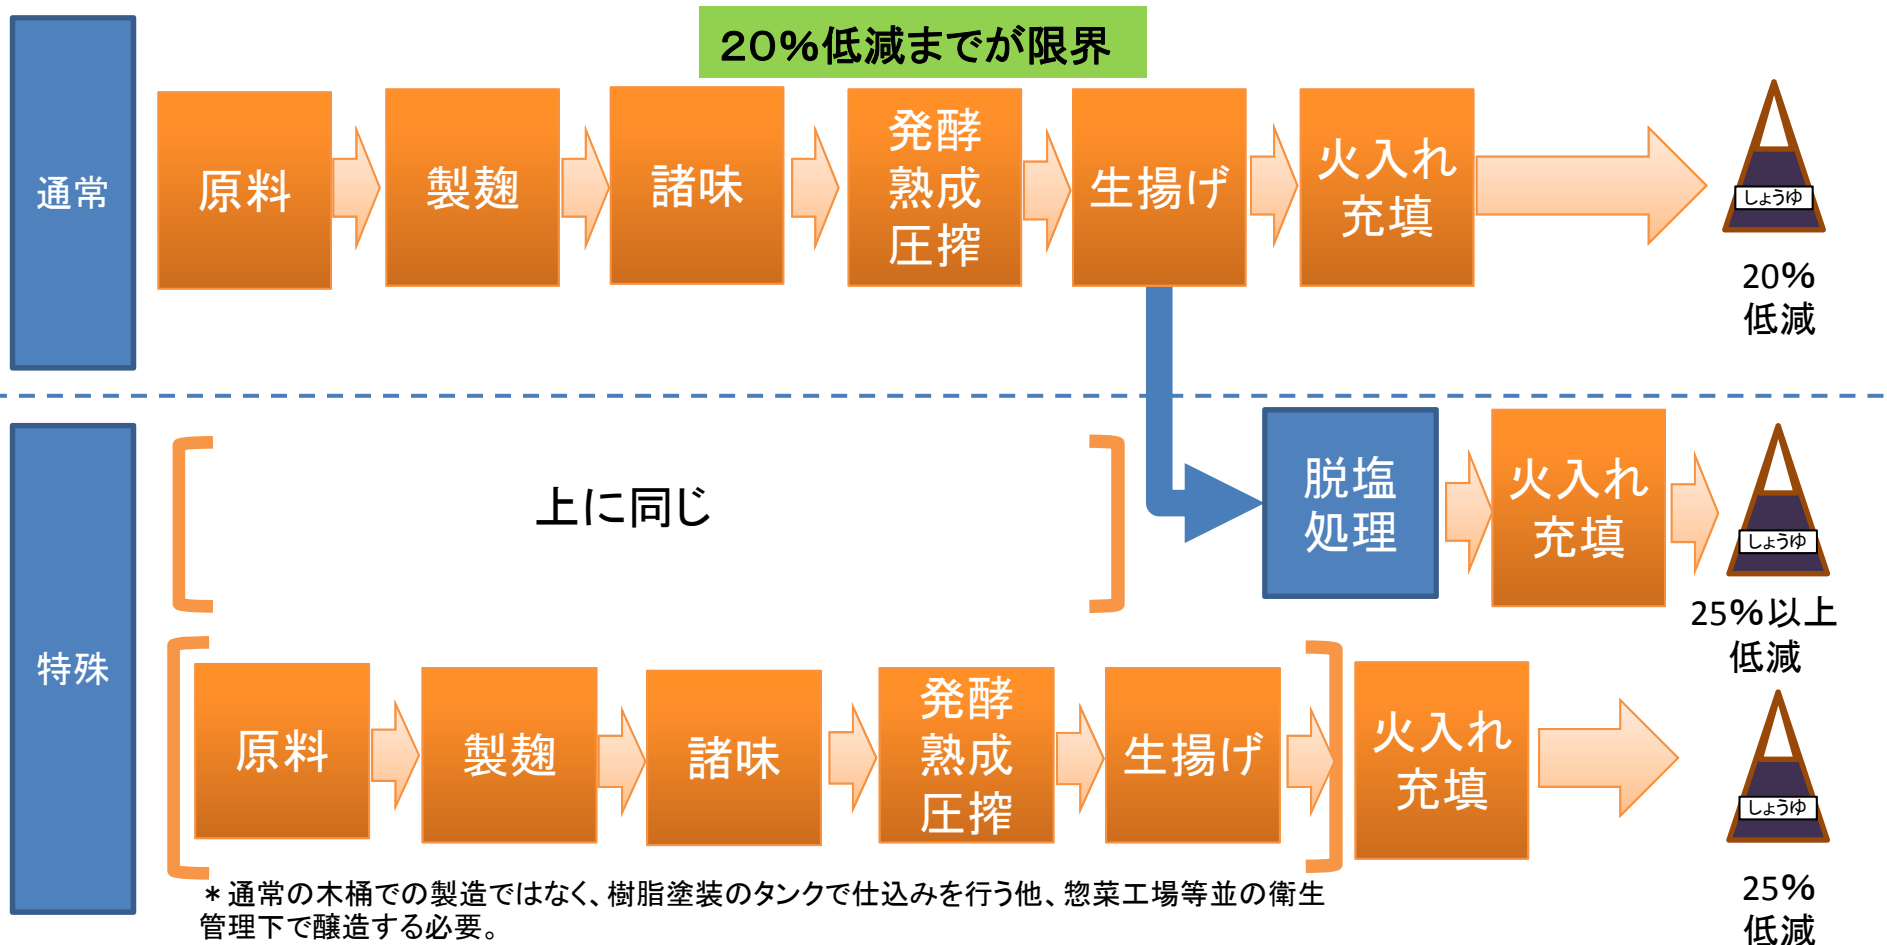 20%低減までが限界
通常
原料
製麹
諸味
発酵
熟成
圧搾
生揚げ
火入れ
充填
しょうゆ
20%
低減
特殊
上に同じ
脱塩
処理
火入れ
充填
しょうゆ
25%以上
低減
原料
製麹
諸味
発酵
熟成
圧搾
生揚げ
火入れ
充填
しょうゆ
25%
低減
*通常の木桶での製造ではなく、樹脂塗装のタンクで仕込みを行う他、惣菜工場等並の衛生
管理下で醸造する必要。